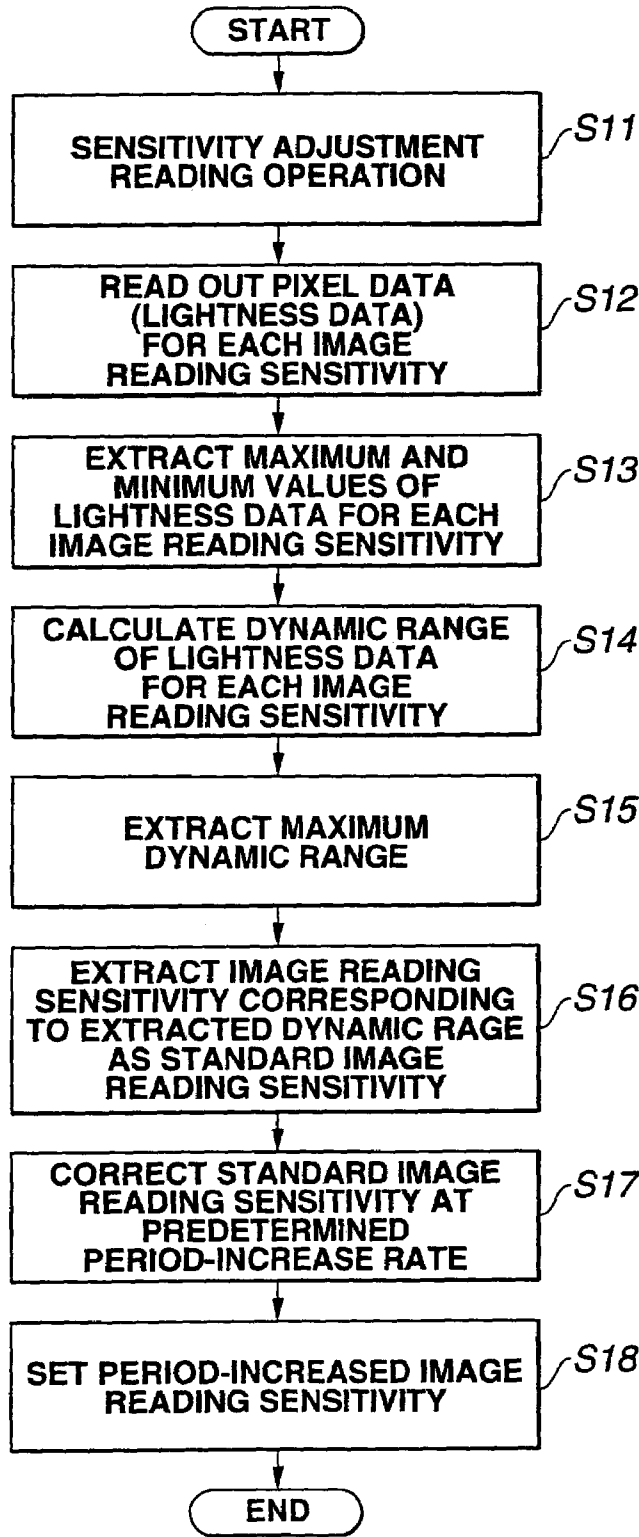 START
SENSITIVITY ADJUSTMENT
READING OPERATION
S11
READ OUT PIXEL DATA
(LIGHTNESS DATA)
FOR EACH IMAGE
READING SENSITIVITY
S12
EXTRACT MAXIMUM AND
MINIMUM VALUES OF
LIGHTNESS DATA FOR EACH
IMAGE READING SENSITIVITY
S13
CALCULATE DYNAMIC RANGE
OF LIGHTNESS DATA
FOR EACH IMAGE
READING SENSITIVITY
S14
EXTRACT MAXIMUM
DYNAMIC RANGE
S15
EXTRACT IMAGE READING
SENSITIVITY CORRESPONDING
TO EXTRACTED DYNAMIC RAGE
AS STANDARD IMAGE
READING SENSITIVITY
S16
CORRECT STANDARD IMAGE
READING SENSITIVITY AT
PREDETERMINED
PERIOD-INCREASE RATE
S17
SET PERIOD-INCREASED IMAGE
READING SENSITIVITY
S18
END